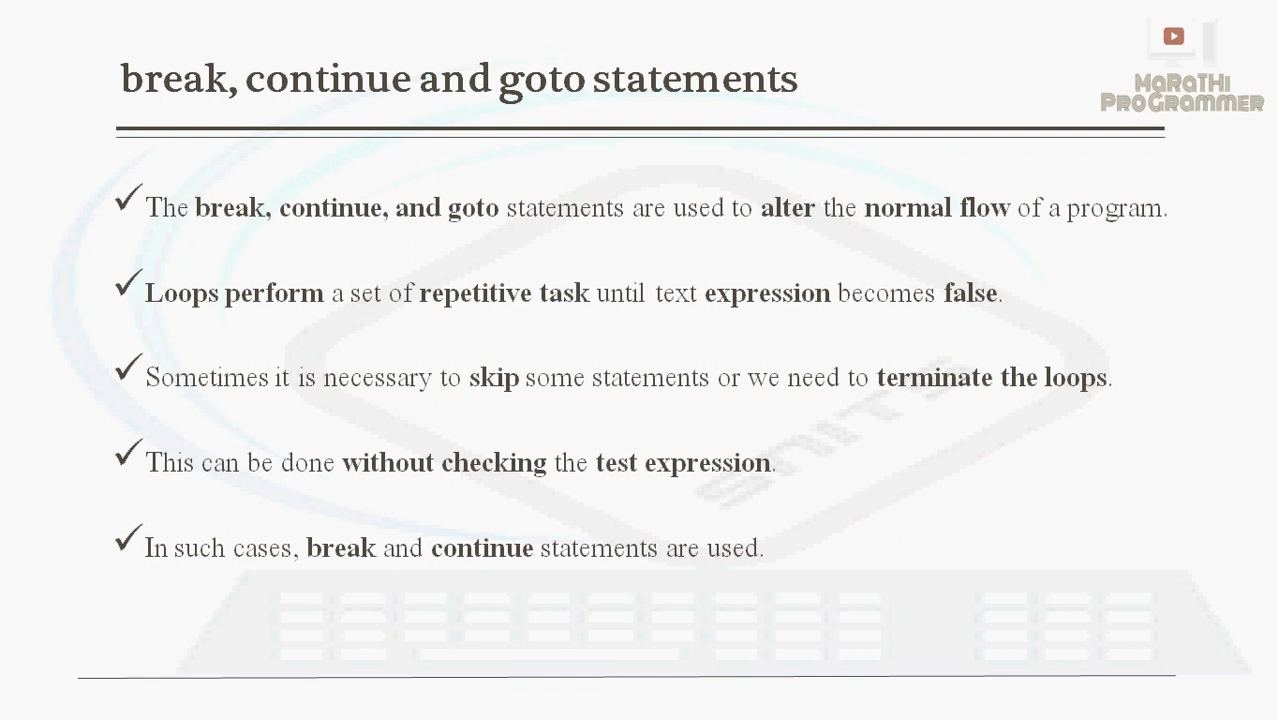 MaRaTHi
ProGrammer
break, continue and goto statements
The break, continue, and goto statements are used to alter the normal flow of a program.
Loops perform a set of repetitive task until text expression becomes false.
Sometimes it is necessary to skip some statements or we need to terminate the loops.
This can be done without checking the test expression.
In such cases, break and continue statements are used.
SNITS